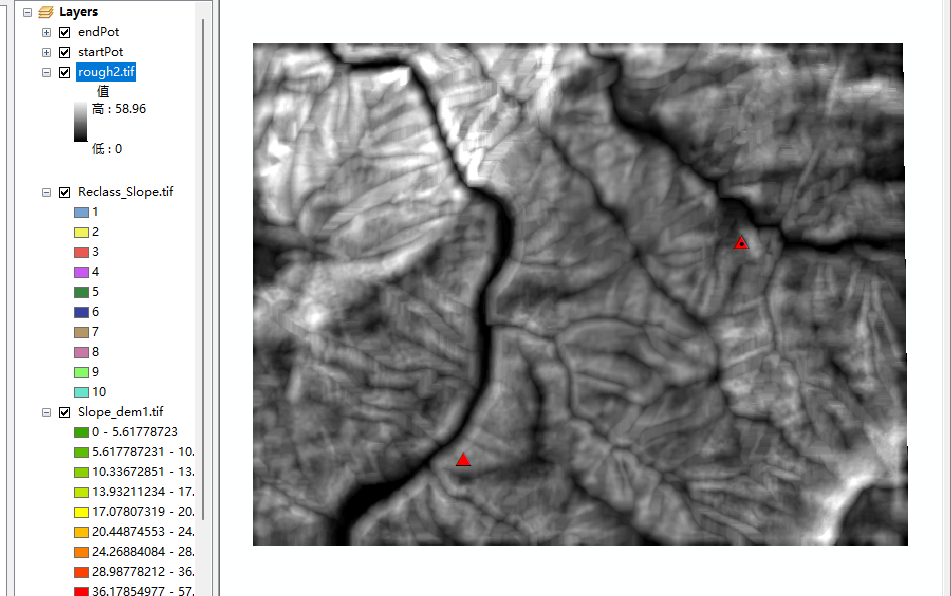 Layers
endPot
startPot
rough2.tif
值
高 : 58.96
低 : 0
Reclass_Slope.tif
1
2
3
4
5
6
7
8
9
10
Slope_dem1.tif
0 - 5.61778723
5.617787231 - 10.
10.33672851 - 13.
13.93211234 - 17.
17.07807319 - 20.
20.44874553 - 24.
24.26884084 - 28.
28.98778212 - 36.
36.17854977 - 57.